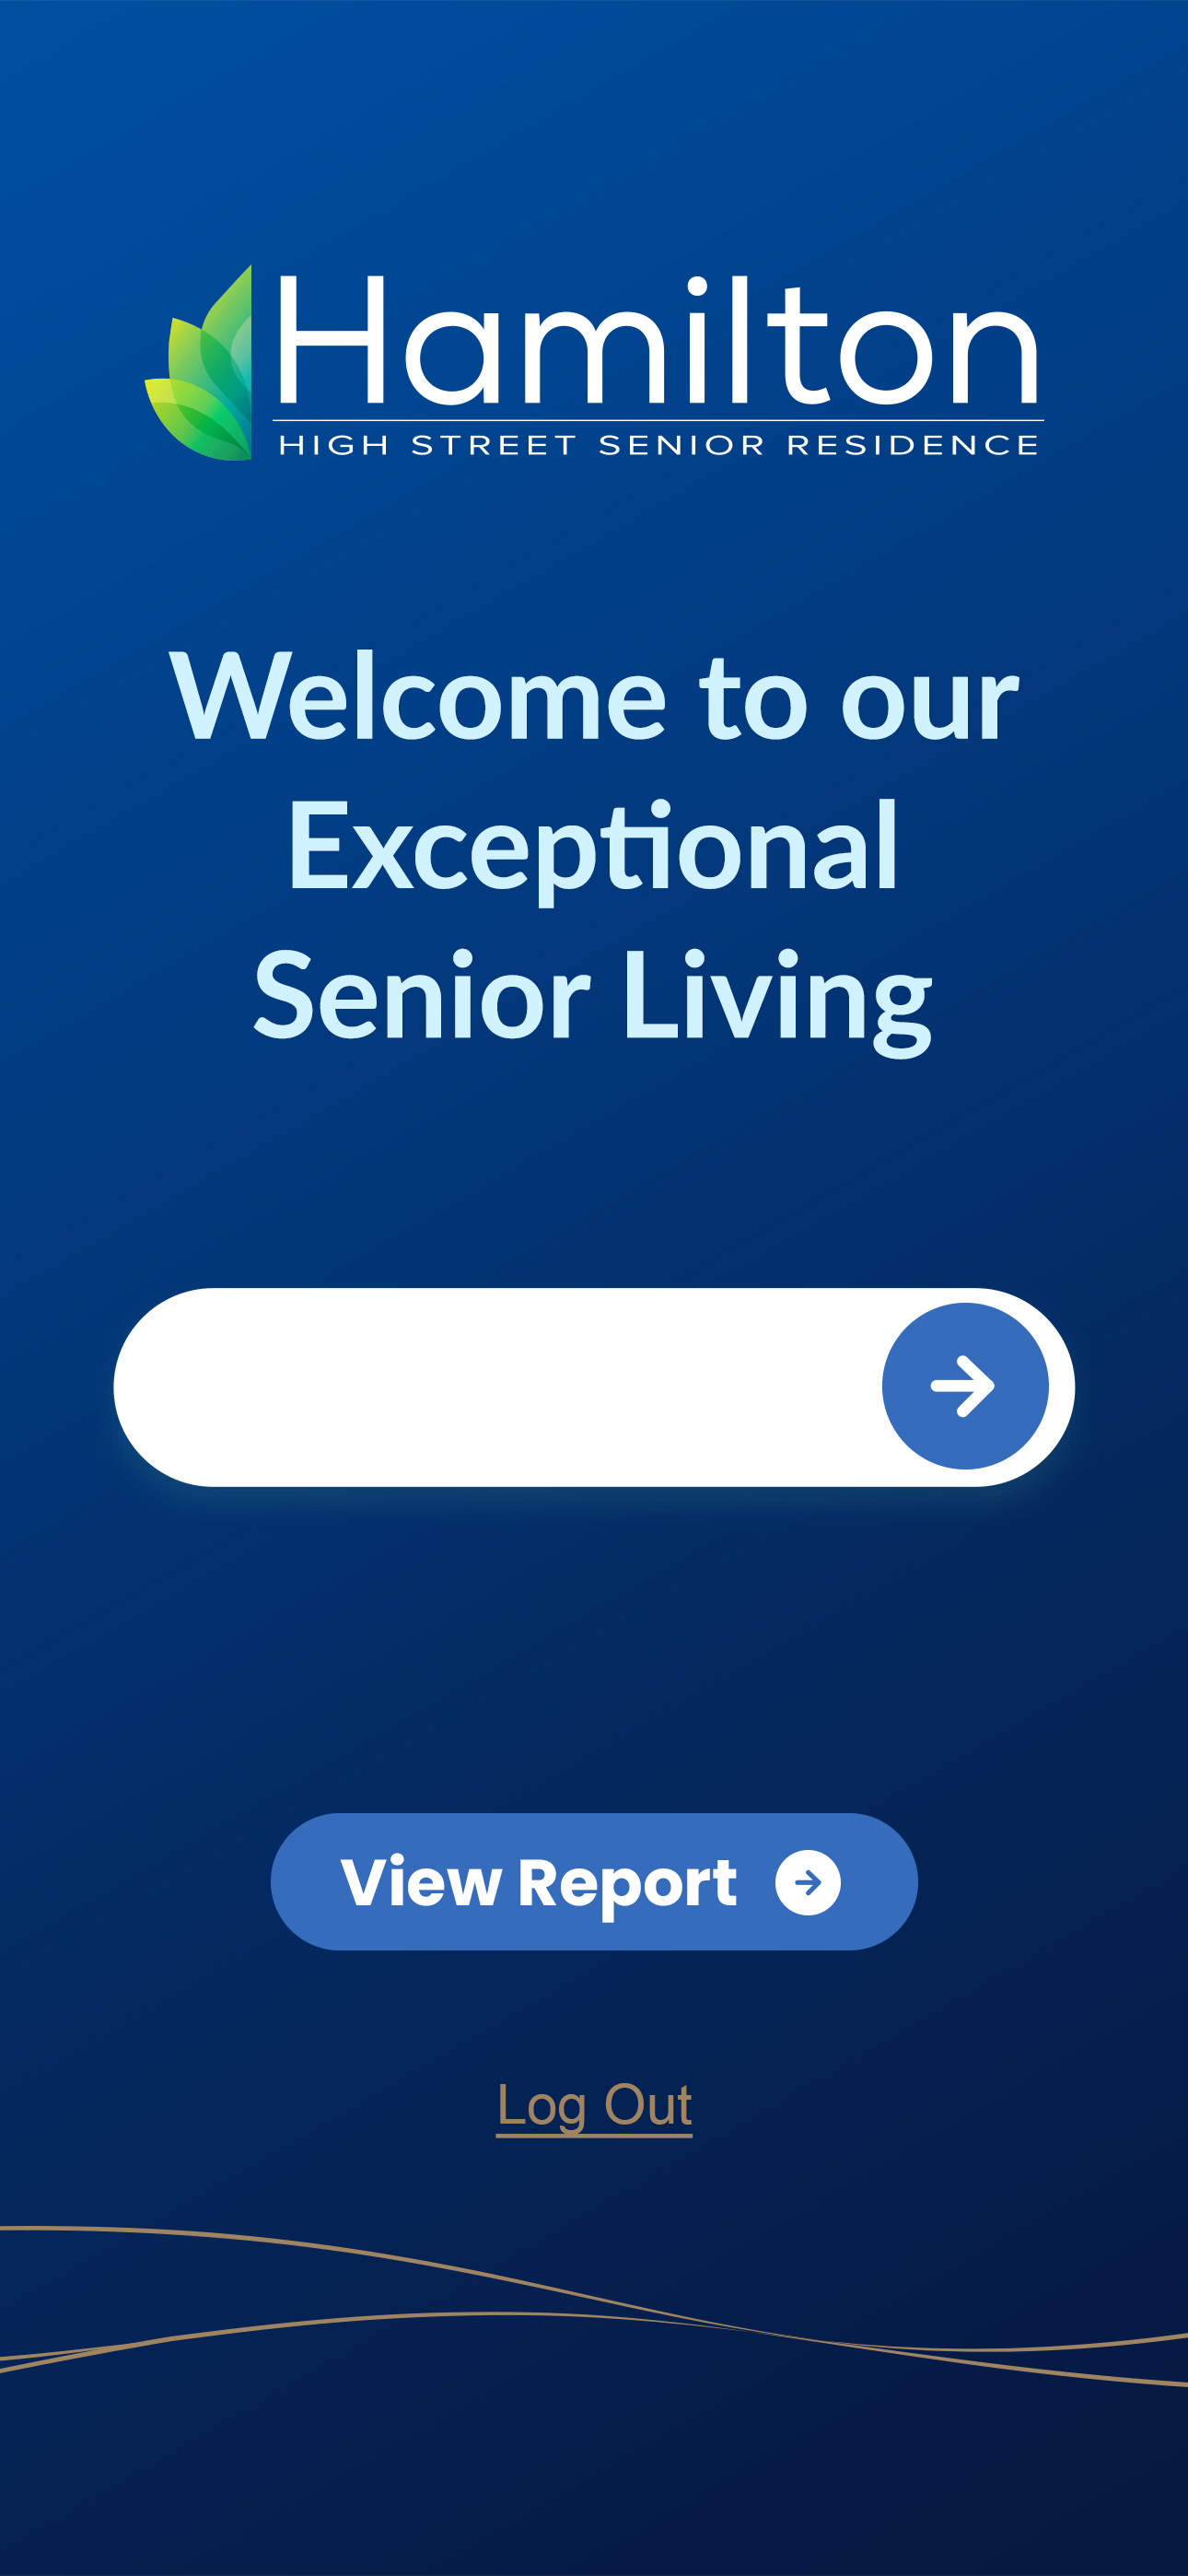 Hamilton
HIGH STREET SENIOR RESIDENCE
Welcome to our
Exceptional
Senior Living
View Report
Log Out